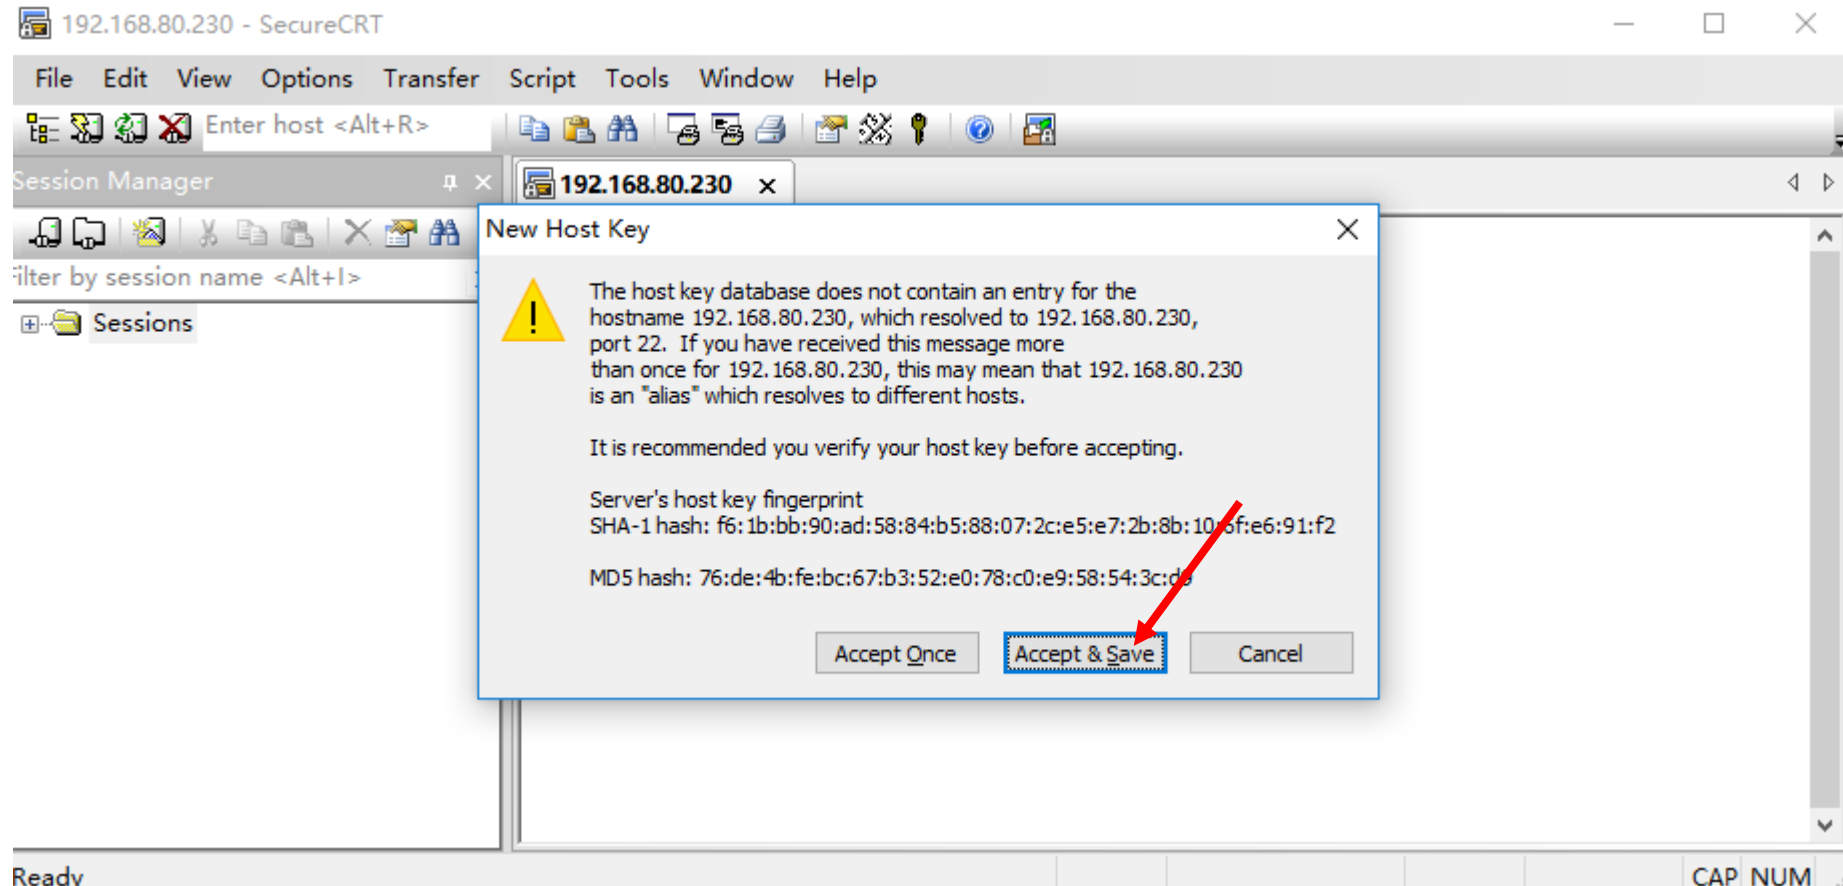 192.168.80.230 - SecureCRT
File Edit View Options Transfer Script Tools Window Help
Enter host <Alt+R>
Session Manager
192.168.80.230
Filter by session name <Alt+I>
Sessions
New Host Key
The host key database does not contain an entry for the
hostname 192.168.80.230, which resolved to 192.168.80.230,
port 22. If you have received this message more
than once for 192.168.80.230, this may mean that 192.168.80.230
is an "alias" which resolves to different hosts.
It is recommended you verify your host key before accepting.
Server's host key fingerprint
SHA-1 hash: f6:1b:bb:90:ad:58:84:b5:88:07:2c:e5:e7:2b:8b:10:6f:e6:91:f2
MD5 hash: 76:de:4b:fe:bc:67:b3:52:e0:78:c0:e9:58:54:3c:d9
Accept Once Accept & Save Cancel
Ready CAP NUM